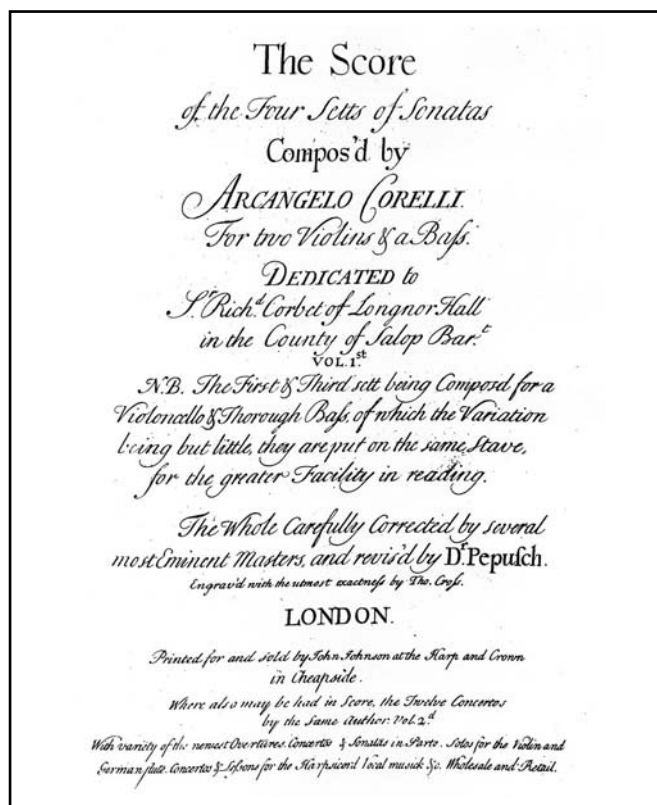 The Score
of the Four Setts of Sonatas
Compos'd by
ARCANGELO CORELLI.
For two Violins & a Baſs.
DEDICATED to
Sr. Richd. Corbet of Longnor Hall
in the County of Salop Bart.
VOL. 1.st
N.B. The First & Third sett being Composed for a
Violoncello & Thorough Baſs, of which the Variation
being but little, they are put on the same Stave,
for the greater Facility in reading.
The Whole Carefully Corrected by several
most Eminent Masters, and revis'd by Dr. Pepuſch.
Engrav'd with the utmost exactneſs by Tho. Croſs.
LONDON.
Printed for and sold by John Johnson at the Harp and Crown
in Cheapside.
Where also may be had in Score, the Twelve Concertos
by the Same Author. Vol. 2.d
With variety of the newest Overtures. Concertos & Sonatas in Parts. Solos for the Violin and
German flute. Concertos & Leſsons for the Harpsicord Vocal musick &c. Wholesale and Retail.